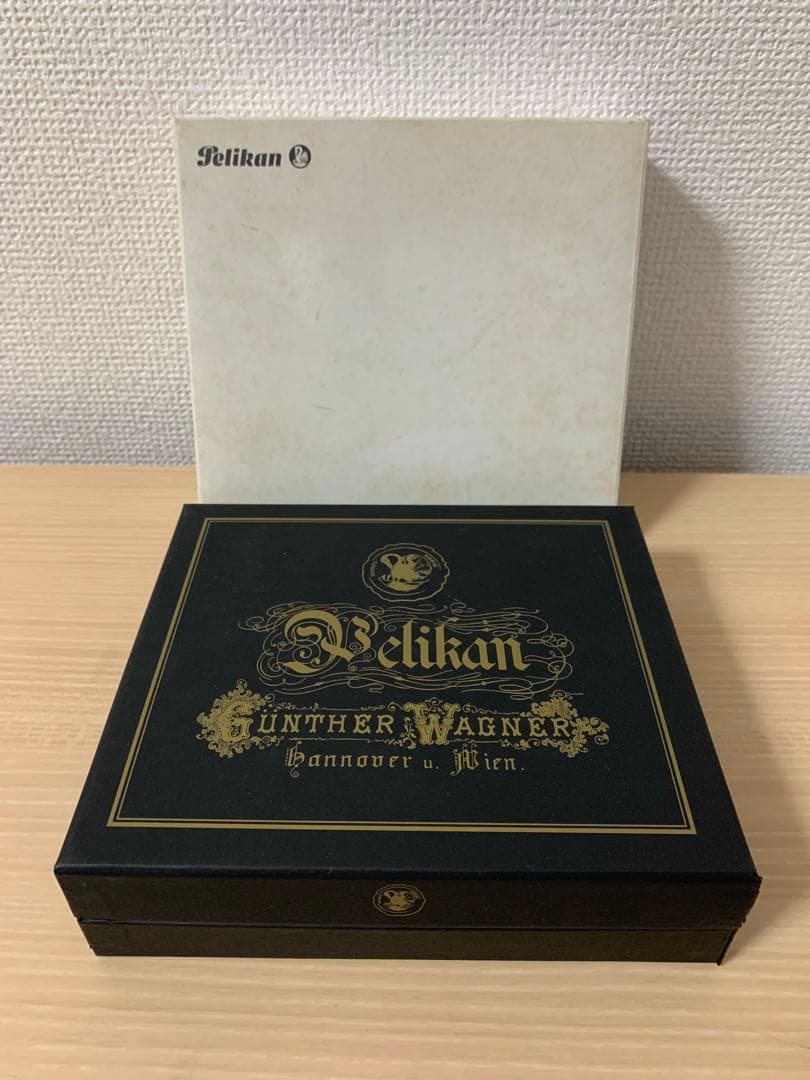 Pelikan
Pelikan
GÜNTHER WAGNER
Hannover u. Wien.